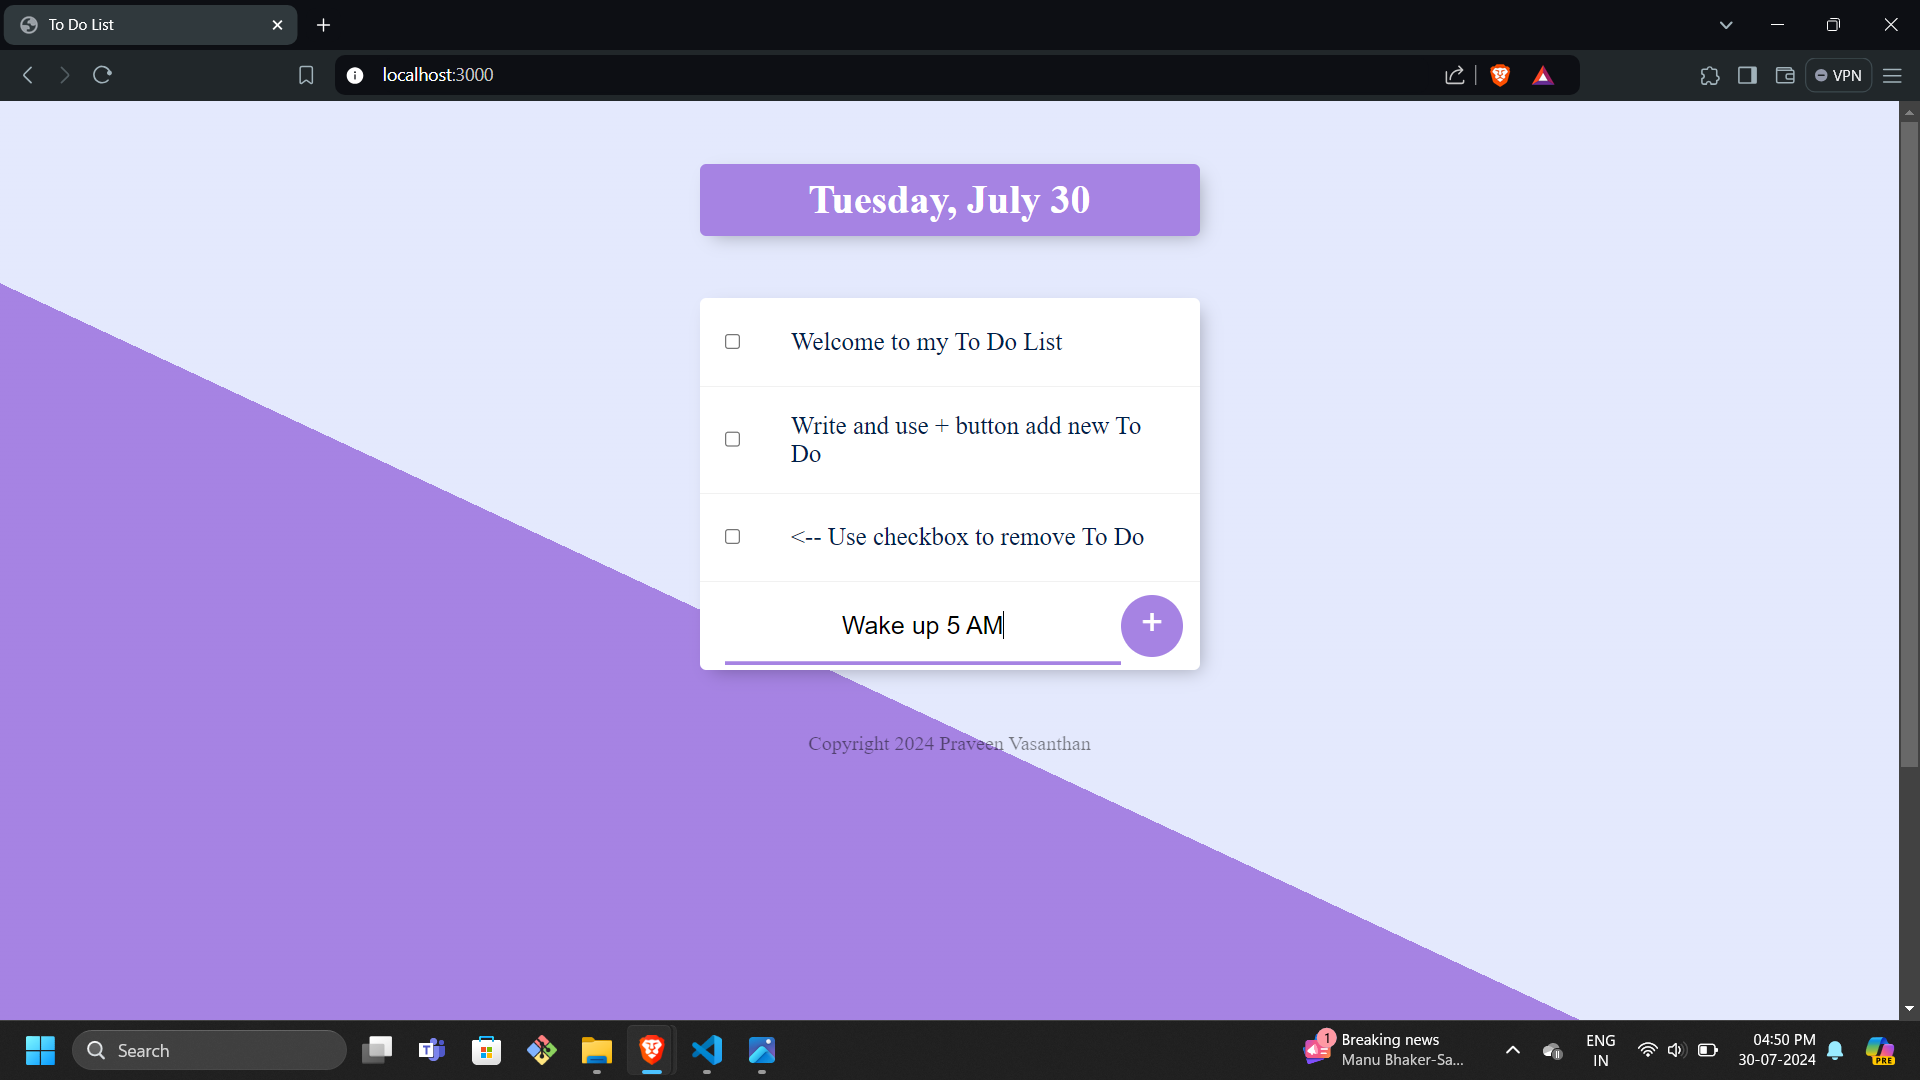 To Do List
localhost:3000
VPN
Tuesday, July 30
Welcome to my To Do List
Write and use + button add new To
Do
<-- Use checkbox to remove To Do
Wake up 5 AM
+
Copyright 2024 Praveen Vasanthan
Search
1
Breaking news
Manu Bhaker-Sa...
ENG
IN
04:50 PM
30-07-2024
PRE